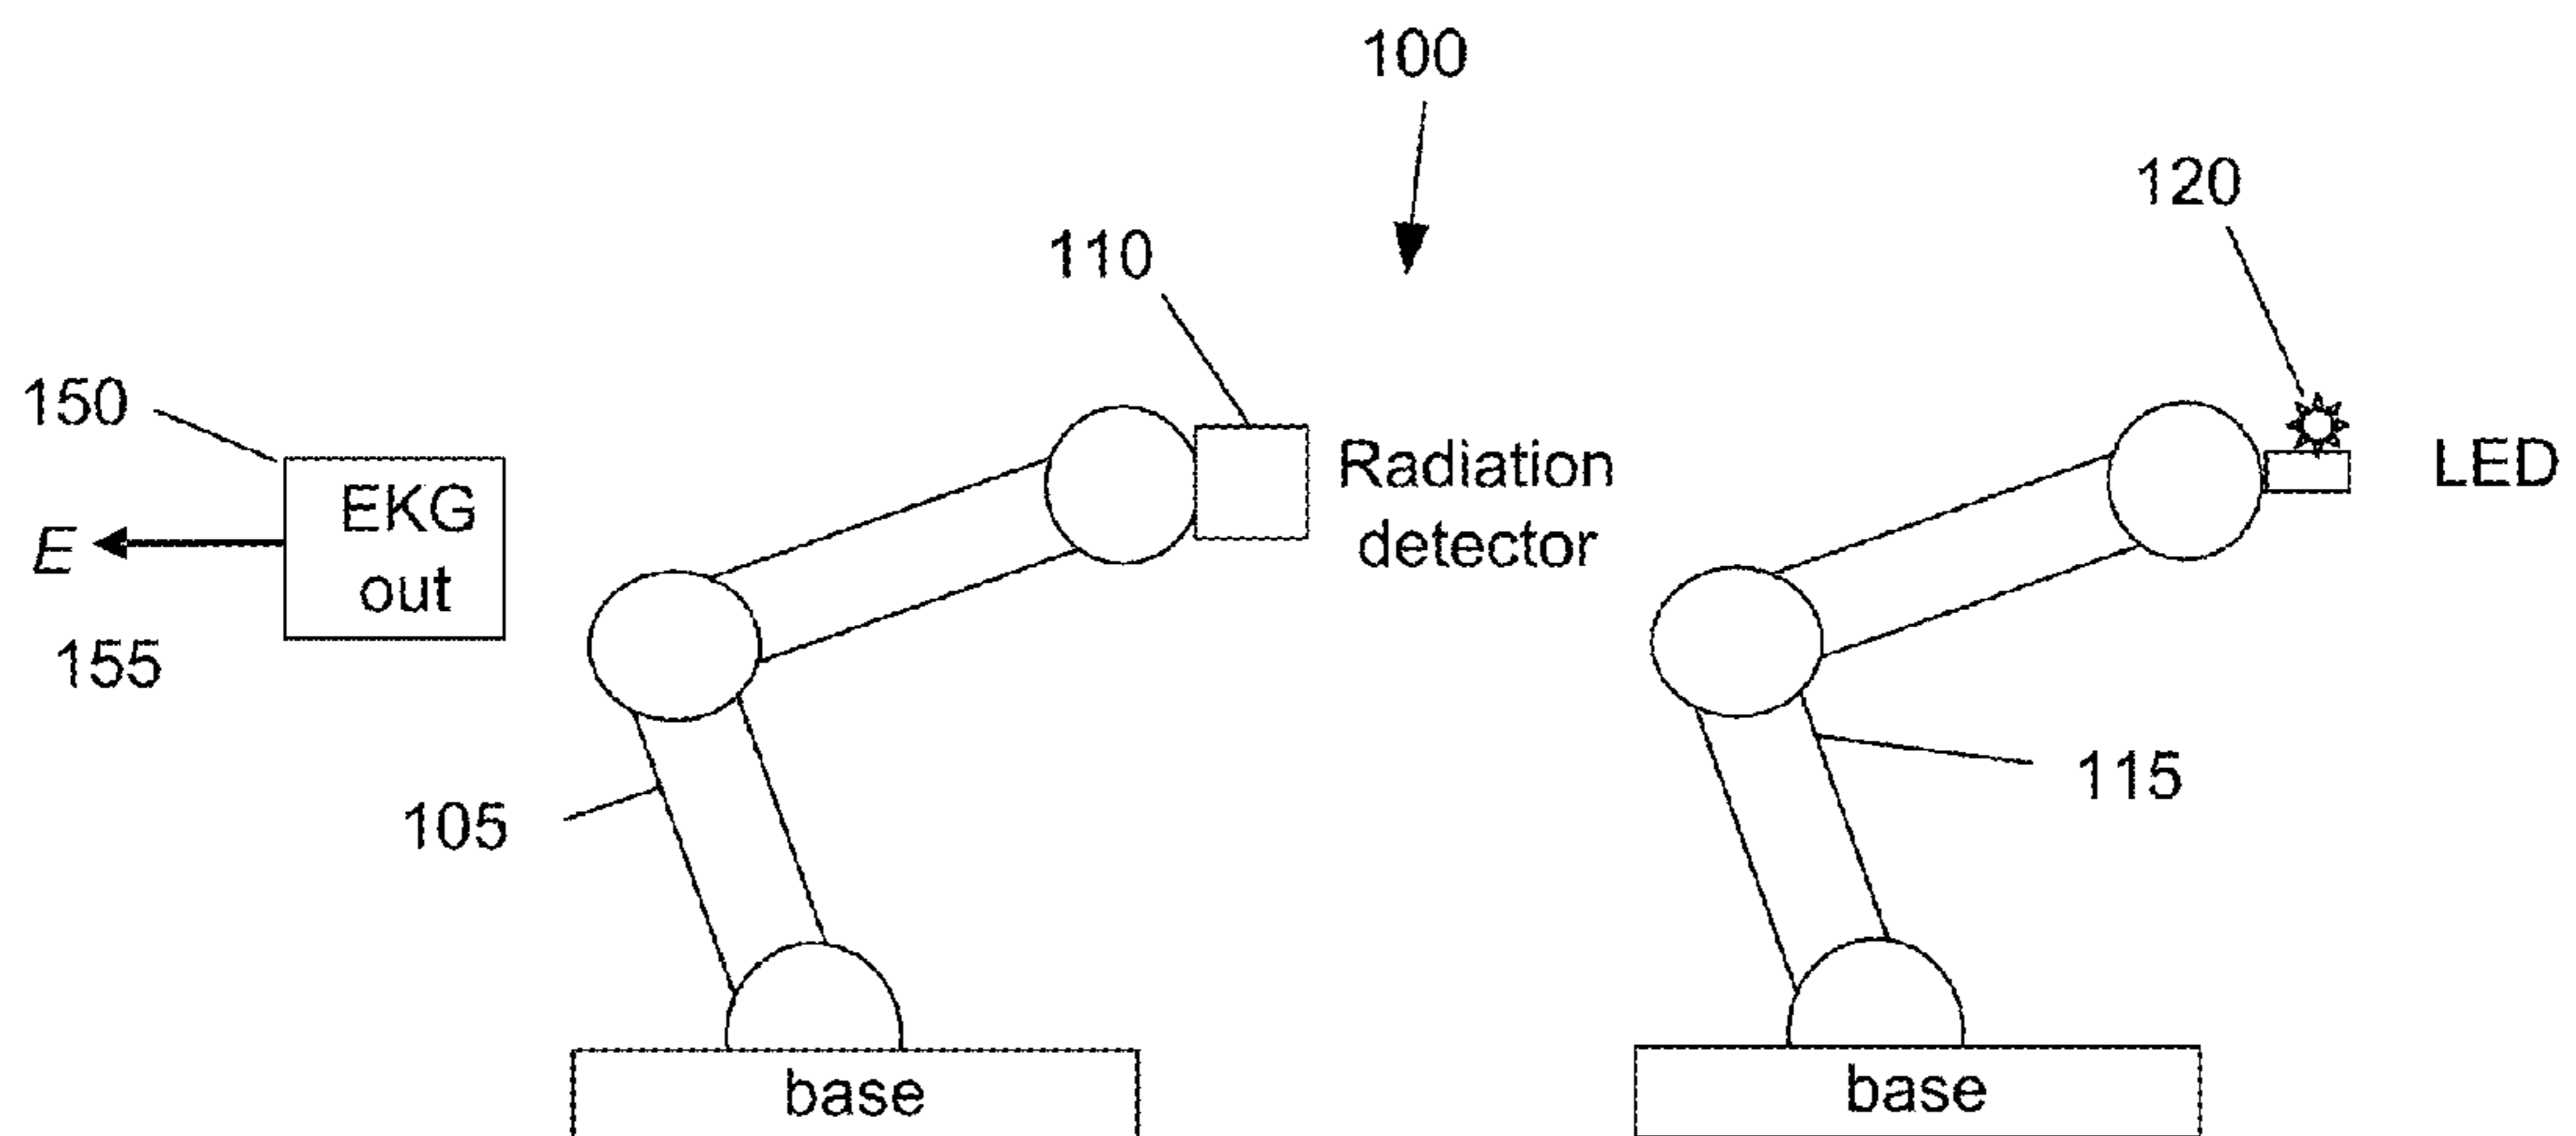 100
120
110
150
EKG
out
E
155
Radiation
detector
LED
105
115
base
base